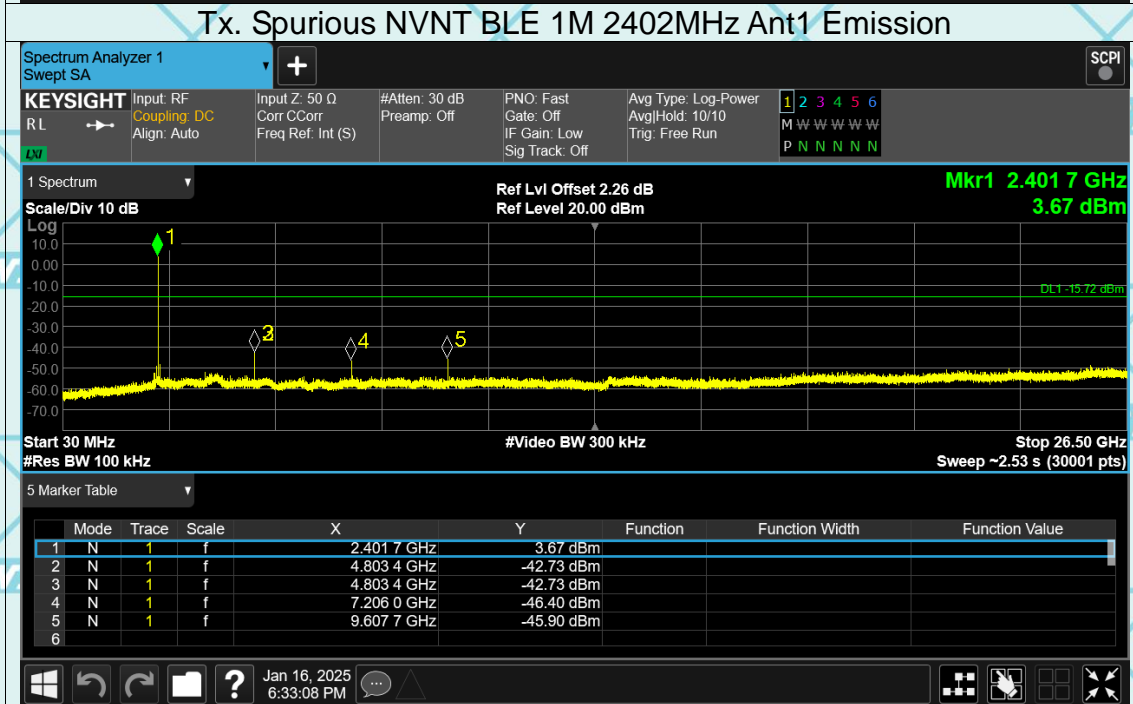 Tx. Spurious NVNT BLE 1M 2402MHz Ant1 Emission
Spectrum Analyzer 1
Swept SA
+
SCPI
KEYSIGHT
RL
LXI
Input: RF
Coupling: DC
Align: Auto
Input Z: 50 Ω
Corr CCorr
Freq Ref: Int (S)
#Atten: 30 dB
Preamp: Off
PNO: Fast
Gate: Off
IF Gain: Low
Sig Track: Off
Avg Type: Log-Power
Avg|Hold: 10/10
Trig: Free Run
1 2 3 4 5 6
M W W W W W
P N N N N N
1 Spectrum
Scale/Div 10 dB
Ref Lvl Offset 2.26 dB
Ref Level 20.00 dBm
Mkr1 2.401 7 GHz
3.67 dBm
Log
10.0
0.00
-10.0
-20.0
-30.0
-40.0
-50.0
-60.0
-70.0
1
3
4
5
DL1 -15.72 dBm
Start 30 MHz
#Video BW 300 kHz
Stop 26.50 GHz
#Res BW 100 kHz
Sweep ~2.53 s (30001 pts)
5 Marker Table
Mode Trace Scale X Y Function Function Width Function Value
1 N 1 f 2.401 7 GHz 3.67 dBm
2 N 1 f 4.803 4 GHz -42.73 dBm
3 N 1 f 4.803 4 GHz -42.73 dBm
4 N 1 f 7.206 0 GHz -46.40 dBm
5 N 1 f 9.607 7 GHz -45.90 dBm
6
?
Jan 16, 2025
6:33:08 PM